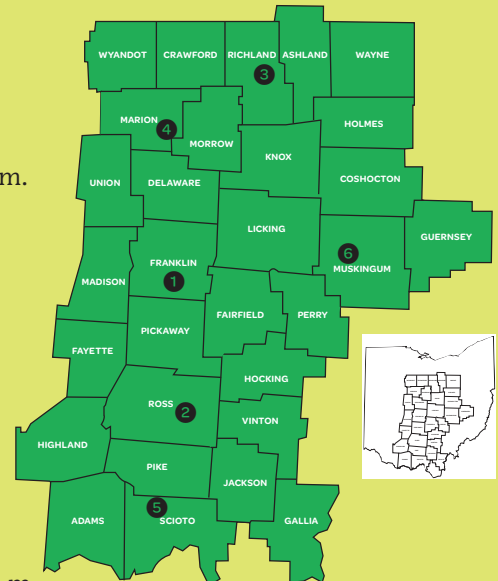 WYANDOT CRAWFORD RICHLAND ASHLAND WAYNE
3
MARION
4
HOLMES
MORROW
KNOX
m.
COSHOCTON
UNION DELAWARE
LICKING
GUERNSEY
6
FRANKLIN
MUSKINGUM
1
MADISON
FAIRFIELD PERRY
PICKAWAY
FAYETTE
HOCKING
ROSS
2
VINTON
HIGHLAND
PIKE
JACKSON
5
ADAMS SCIOTO GALLIA